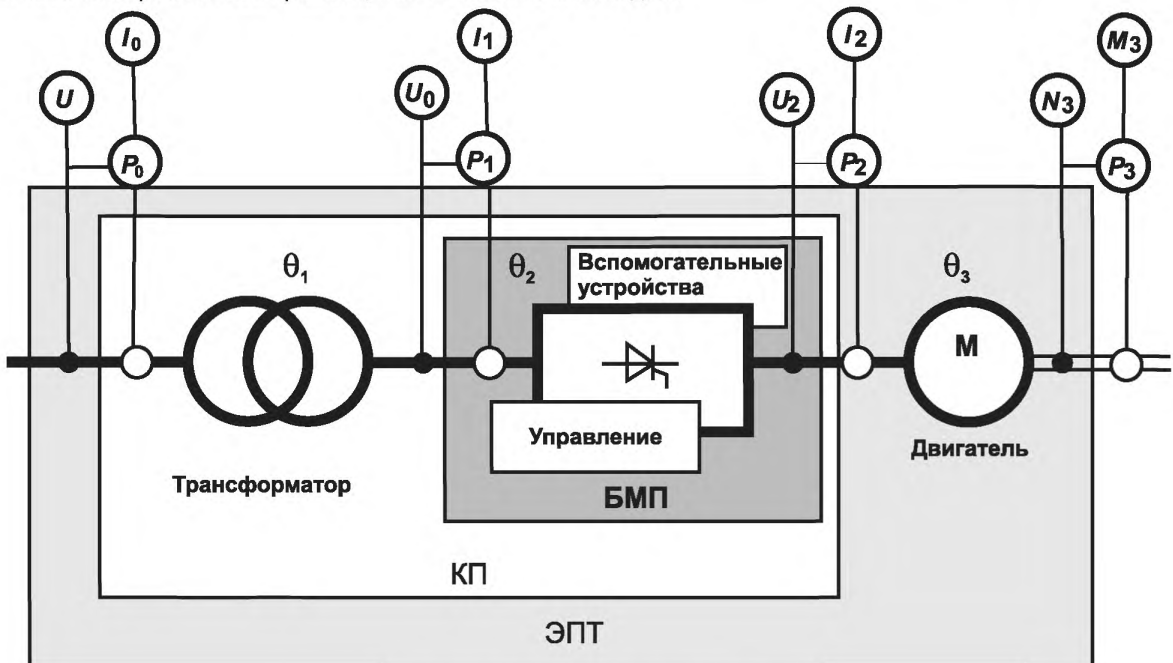 I0
I1
I2
M3
U
U0
U2
N3
P0
P1
P2
P3
θ1
θ2
Вспомогательные
устройства
θ3
М
Управление
Двигатель
Трансформатор
БМП
КП
ЭПТ